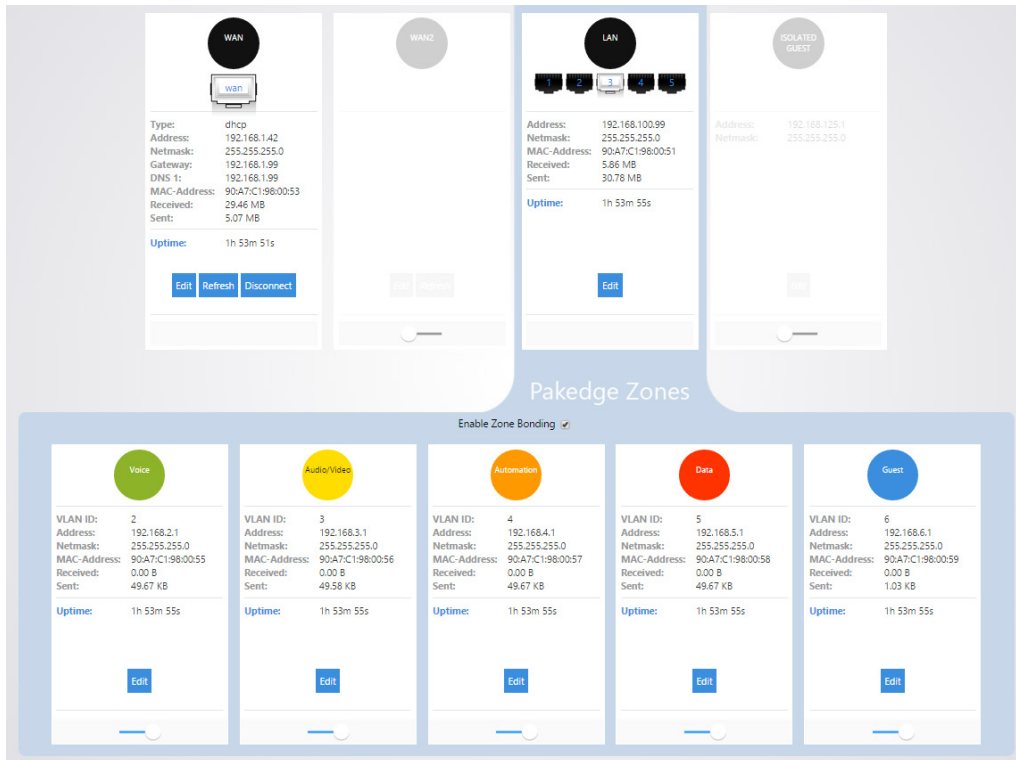 WAN
wan
Type: dhcp
Address: 192.168.1.42
Netmask: 255.255.255.0
Gateway: 192.168.1.99
DNS 1: 192.168.1.99
MAC-Address: 90:A7:C1:98:00:53
Received: 29.46 MB
Sent: 5.07 MB
Uptime: 1h 53m 51s
Edit Refresh Disconnect
WAN2
Edit
LAN
1 2 3 4 5
Address: 192.168.100.99
Netmask: 255.255.255.0
MAC-Address: 90:A7:C1:98:00:51
Received: 5.86 MB
Sent: 30.78 MB
Uptime: 1h 53m 55s
Edit
ISOLATED
GUEST
Address: 192.168.125.1
Netmask: 255.255.255.0
Edit
Pakedge Zones
Enable Zone Bonding
Voice
VLAN ID: 2
Address: 192.168.2.1
Netmask: 255.255.255.0
MAC-Address: 90:A7:C1:98:00:55
Received: 0.00 B
Sent: 49.67 KB
Uptime: 1h 53m 55s
Edit
Audio/Video
VLAN ID: 3
Address: 192.168.3.1
Netmask: 255.255.255.0
MAC-Address: 90:A7:C1:98:00:56
Received: 0.00 B
Sent: 49.58 KB
Uptime: 1h 53m 55s
Edit
Automation
VLAN ID: 4
Address: 192.168.4.1
Netmask: 255.255.255.0
MAC-Address: 90:A7:C1:98:00:57
Received: 0.00 B
Sent: 49.67 KB
Uptime: 1h 53m 55s
Edit
Data
VLAN ID: 5
Address: 192.168.5.1
Netmask: 255.255.255.0
MAC-Address: 90:A7:C1:98:00:58
Received: 0.00 B
Sent: 49.67 KB
Uptime: 1h 53m 55s
Edit
Guest
VLAN ID: 6
Address: 192.168.6.1
Netmask: 255.255.255.0
MAC-Address: 90:A7:C1:98:00:59
Received: 0.00 B
Sent: 1.03 KB
Uptime: 1h 53m 55s
Edit